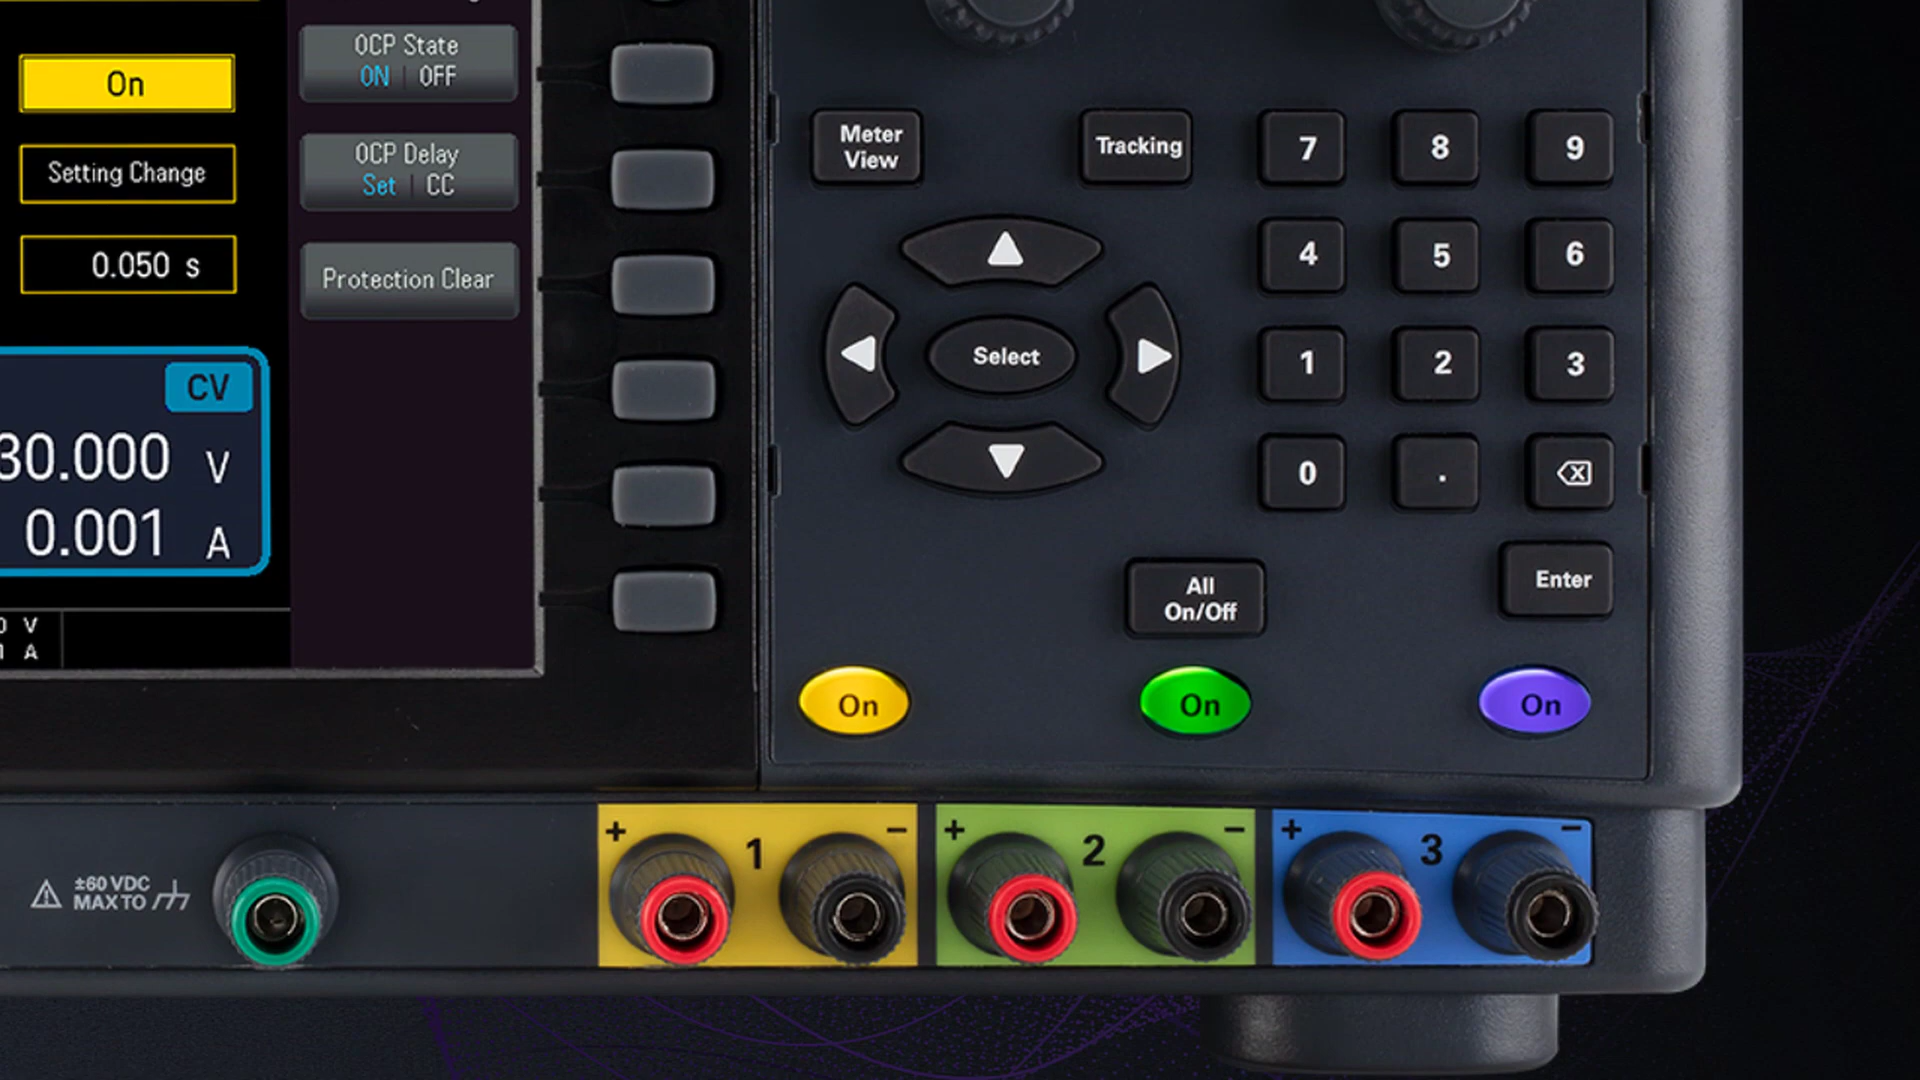 On
Setting Change
0.050 s
CV
30.000 V
0.001 A
V
A
OCP State
ON | OFF
OCP Delay
Set | CC
Protection Clear
Meter
View
Tracking
7 8 9
4 5 6
Select
1 2 3
0 .
All
On/Off
Enter
On On On
±60 VDC
MAX TO
+ 1 −
+ 2 −
+ 3 −